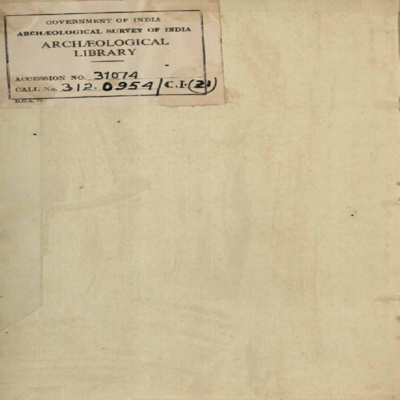 GOVERNMENT OF INDIA
ARCHÆOLOGICAL SURVEY OF INDIA
ARCHÆOLOGICAL
LIBRARY
ACCESSION NO. 31074
CALL No. 312.0954/C.I.(21)